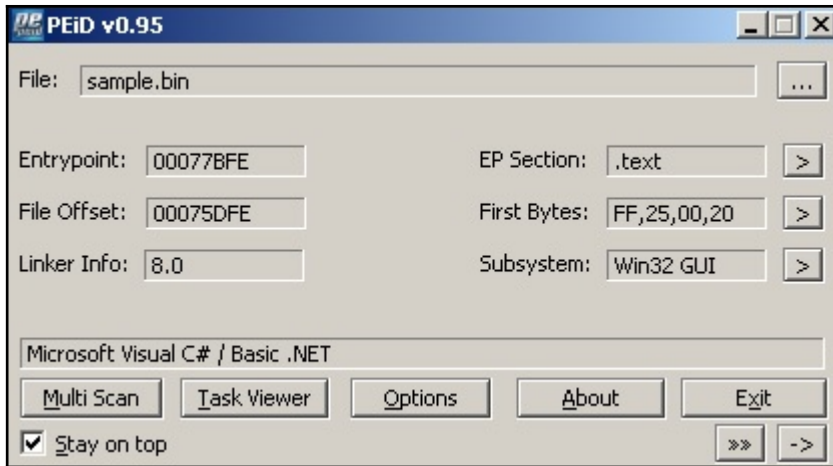 PEiD v0.95
File: sample.bin ...
Entrypoint: 00077BFE EP Section: .text >
File Offset: 00075DFE First Bytes: FF,25,00,20 >
Linker Info: 8.0 Subsystem: Win32 GUI >
Microsoft Visual C# / Basic .NET
Multi Scan Task Viewer Options About Exit
Stay on top »» ->